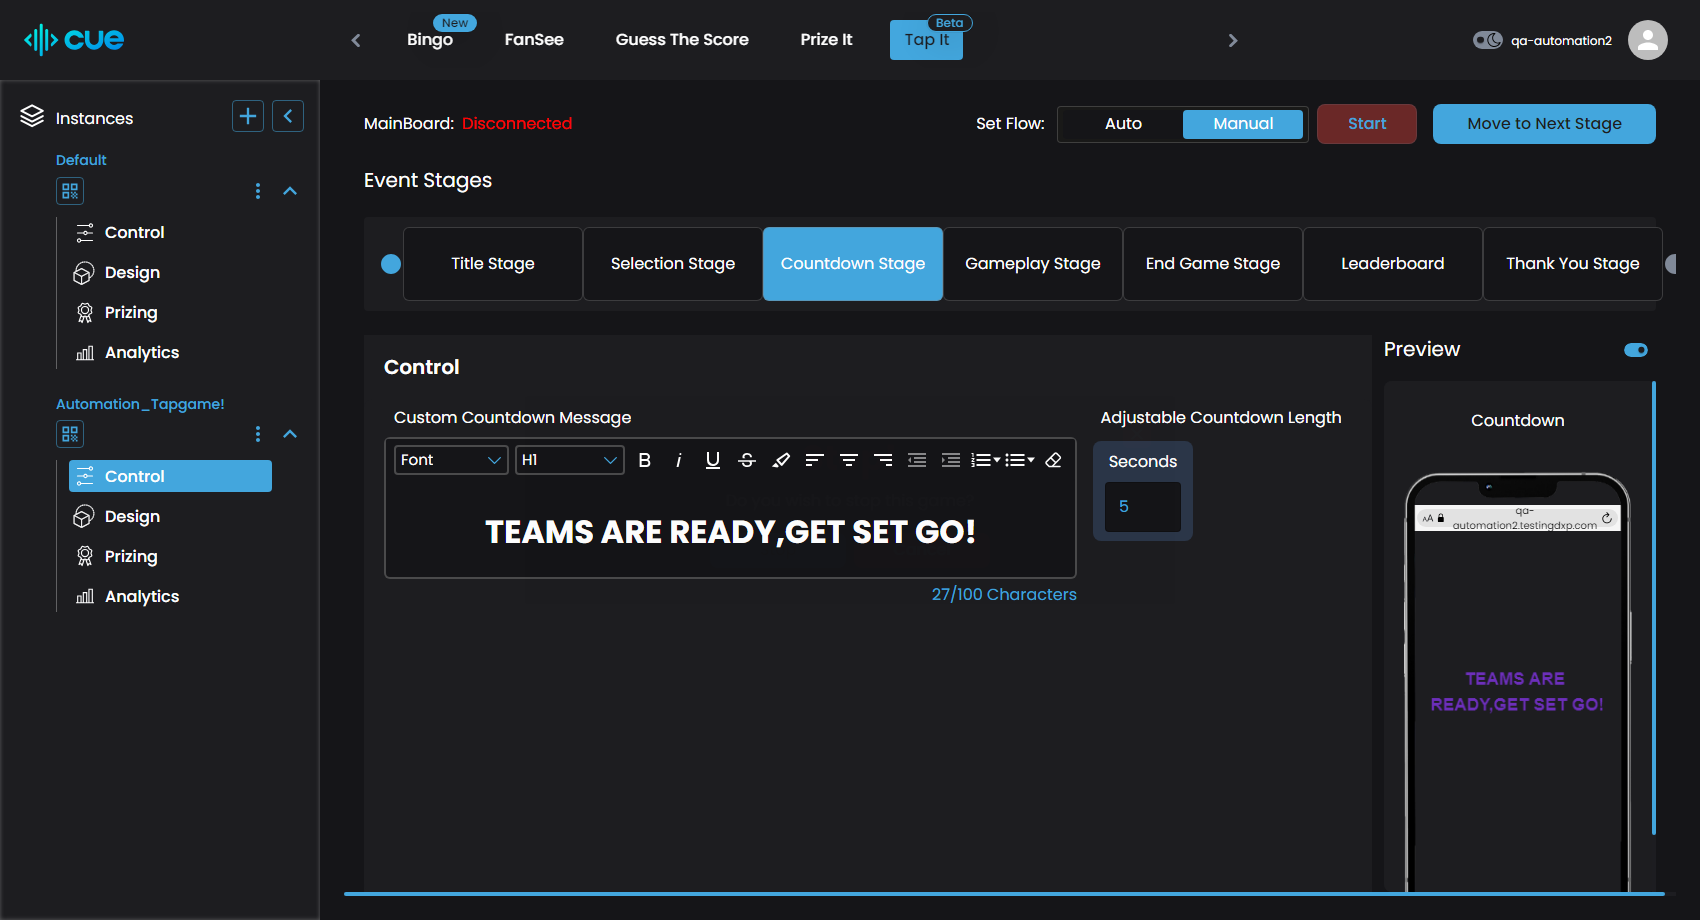 cue
New
Bingo
FanSee
Guess The Score
Prize It
Beta
Tap It
qa-automation2
Instances
Default
Control
Design
Prizing
Analytics
Automation_Tapgame!
Control
Design
Prizing
Analytics
MainBoard: Disconnected
Set Flow:
Auto
Manual
Start
Move to Next Stage
Event Stages
Title Stage
Selection Stage
Countdown Stage
Gameplay Stage
End Game Stage
Leaderboard
Thank You Stage
Control
Custom Countdown Message
Font
H1
B i U S
TEAMS ARE READY,GET SET GO!
27/100 Characters
Adjustable Countdown Length
Seconds
5
Preview
Countdown
AA
qa-
automation2.testingdxp.com
TEAMS ARE
READY,GET SET GO!